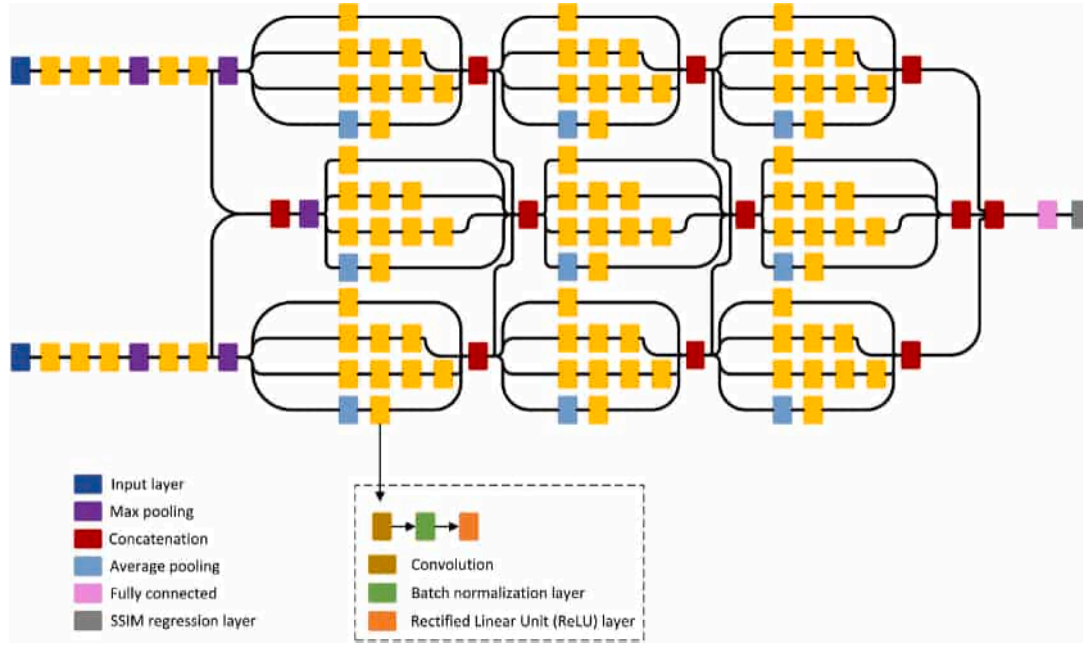 Input layer
Max pooling
Concatenation
Average pooling
Fully connected
SSIM regression layer
Convolution
Batch normalization layer
Rectified Linear Unit (ReLU) layer